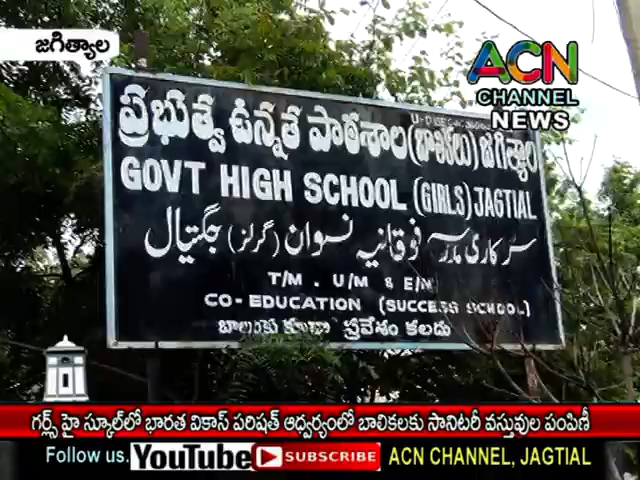 జగిత్యాల
ACN
CHANNEL
NEWS
ప్రభుత్వ ఉన్నత పాఠశాల (బాలికలు) జగిత్యాల
GOVT HIGH SCHOOL (GIRLS) JAGTIAL
سرکاری مدرسہ فوقانیہ نسوان (گرلز) جگتیال
T/M . U/M & E/M
CO-EDUCATION (SUCCESS SCHOOL)
బాలురకు కూడా ప్రవేశం కలదు
గర్ల్స్ హై స్కూల్‌లో భారత వికాస్ పరిషత్ ఆధ్వర్యంలో బాలికలకు సానిటరీ వస్తువుల పంపిణీ
Follow us. YouTube SUBSCRIBE ACN CHANNEL, JAGTIAL